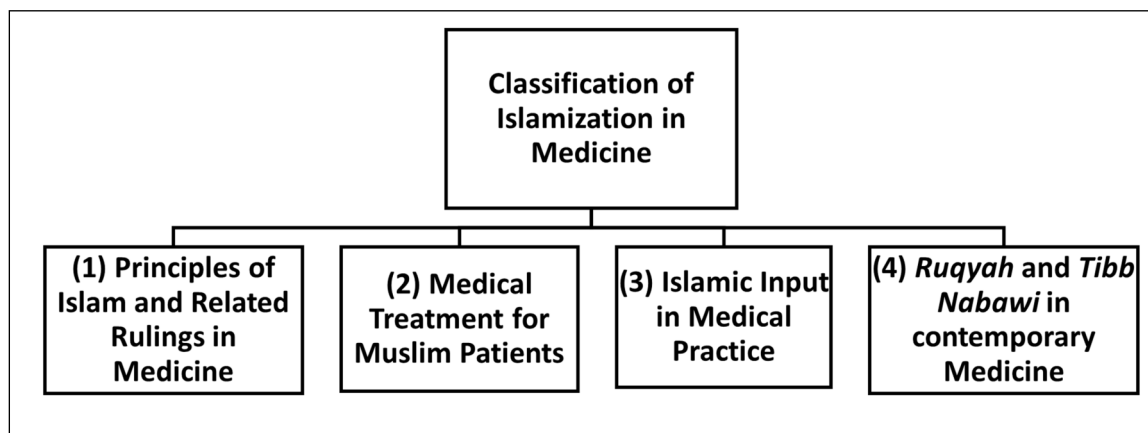 Classification of
Islamization in
Medicine
(1) Principles of
Islam and Related
Rulings in
Medicine
(2) Medical
Treatment for
Muslim Patients
(3) Islamic Input
in Medical
Practice
(4) Ruqyah and Tibb
Nabawi in
contemporary
Medicine